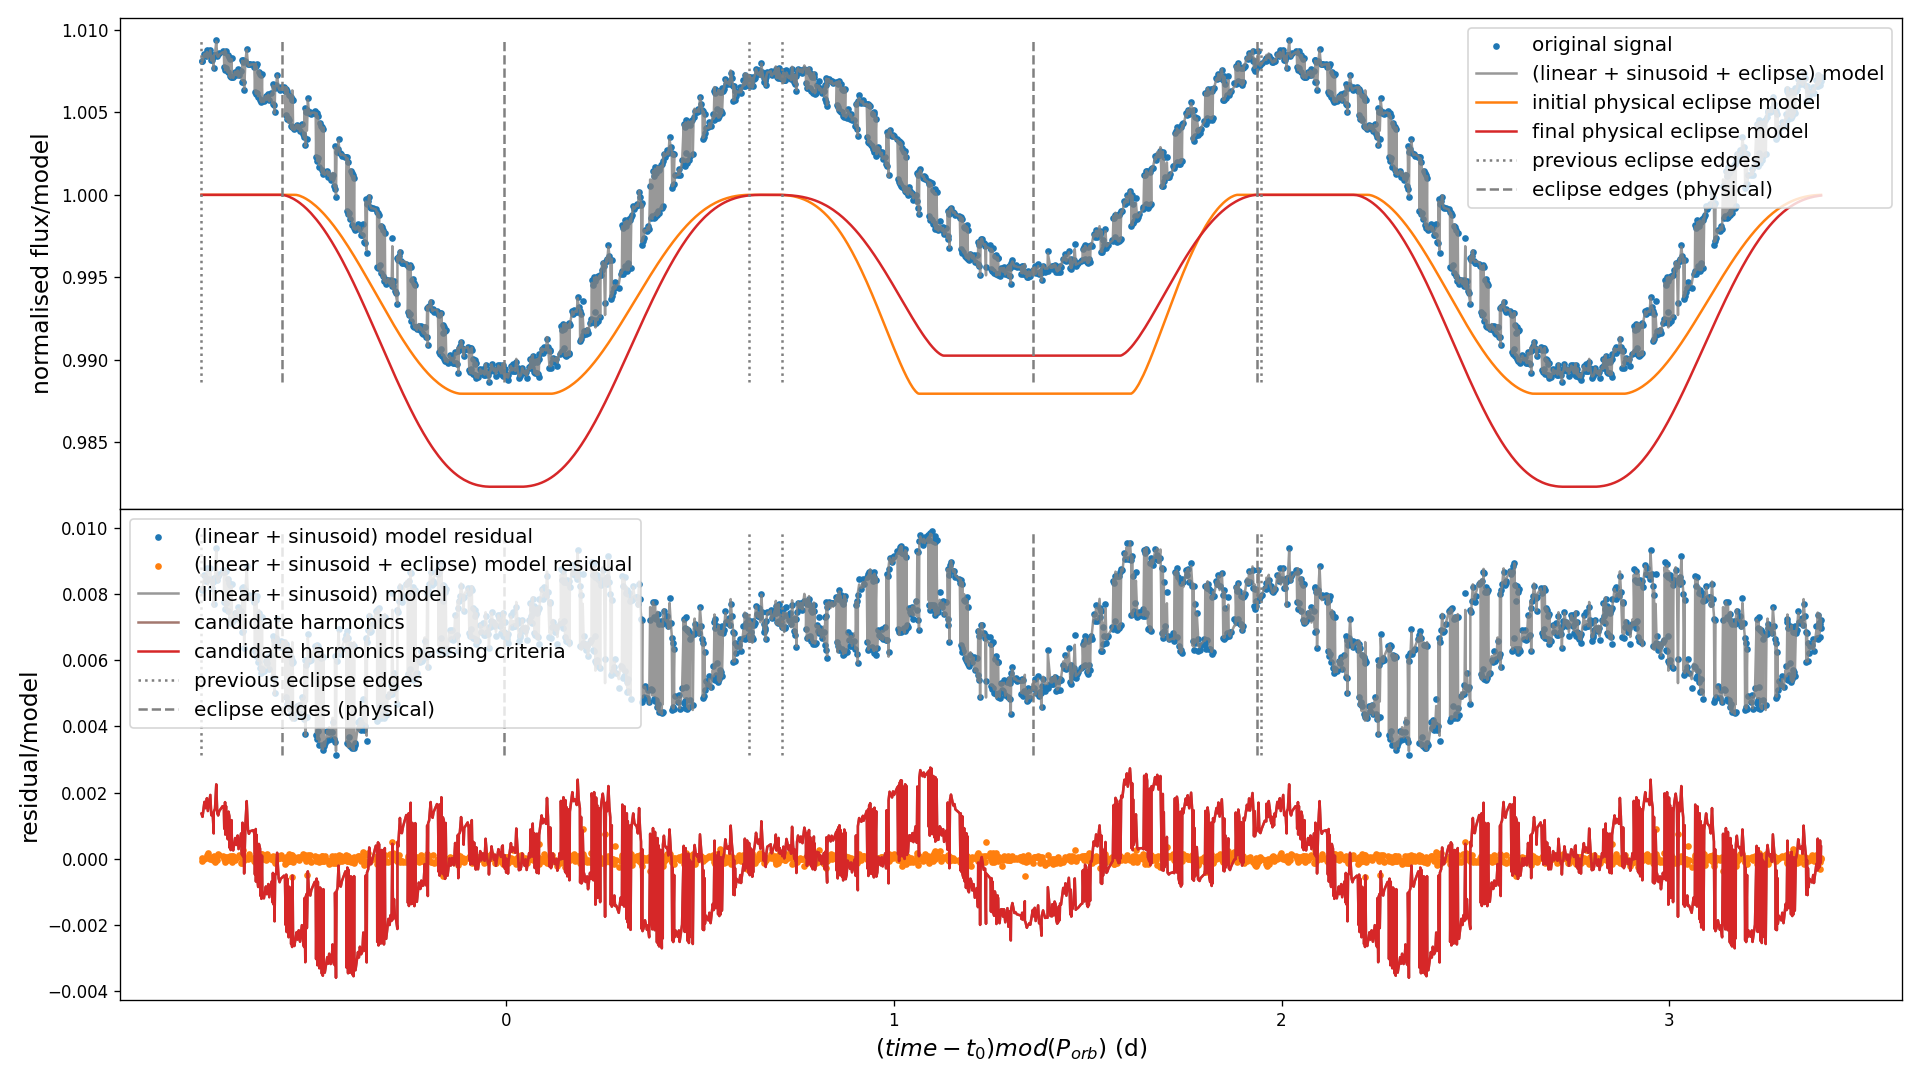 1.010
1.005
1.000
0.995
0.990
0.985
normalised flux/model
original signal
(linear + sinusoid + eclipse) model
initial physical eclipse model
final physical eclipse model
previous eclipse edges
eclipse edges (physical)
0.010
0.008
0.006
0.004
0.002
0.000
−0.002
−0.004
residual/model
(linear + sinusoid) model residual
(linear + sinusoid + eclipse) model residual
(linear + sinusoid) model
candidate harmonics
candidate harmonics passing criteria
previous eclipse edges
eclipse edges (physical)
0 1 2 3
(time − t₀)mod(Pₒᵣb) (d)